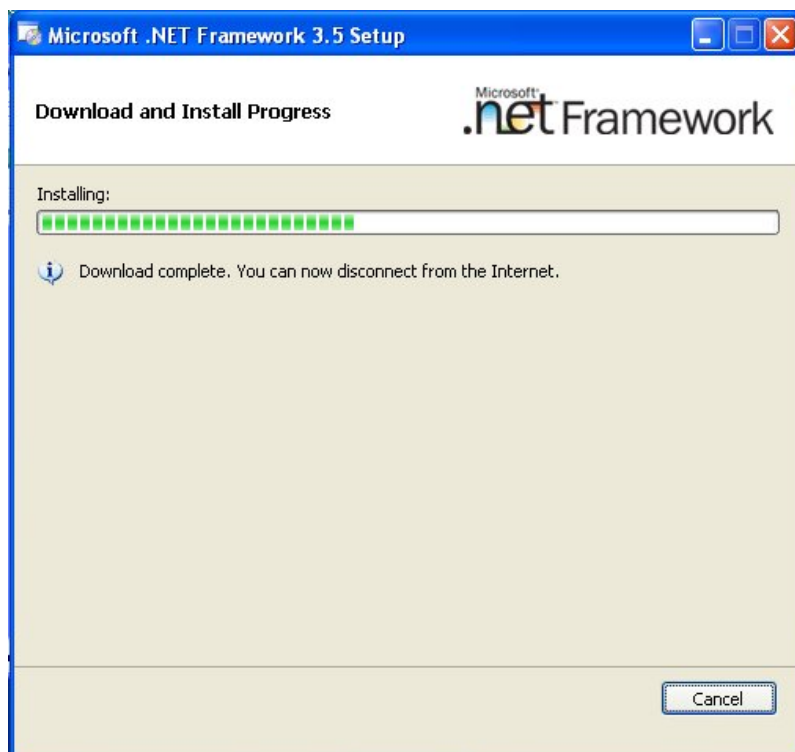 Microsoft .NET Framework 3.5 Setup
Download and Install Progress
Microsoft
.net Framework
Installing:
Download complete. You can now disconnect from the Internet.
Cancel